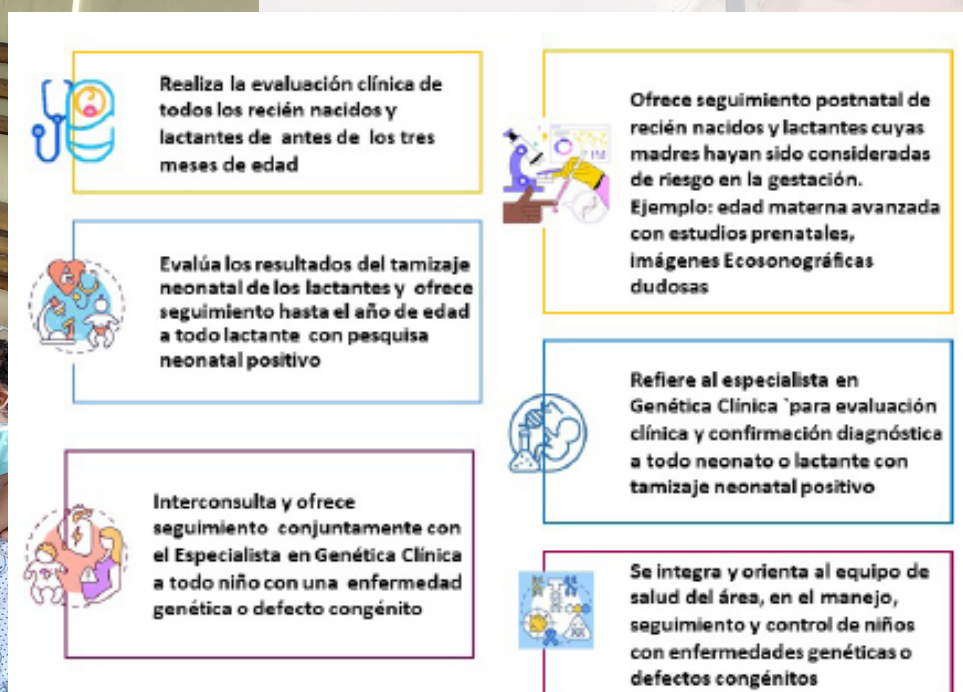 Realiza la evaluación clínica de
todos los recién nacidos y
lactantes de antes de los tres
meses de edad
Evalúa los resultados del tamizaje
neonatal de los lactantes y ofrece
seguimiento hasta el año de edad
a todo lactante con pesquisa
neonatal positivo
Interconsulta y ofrece
seguimiento conjuntamente con
el Especialista en Genética Clínica
a todo niño con una enfermedad
genética o defecto congénito
Ofrece seguimiento postnatal de
recién nacidos y lactantes cuyas
madres hayan sido consideradas
de riesgo en la gestación.
Ejemplo: edad materna avanzada
con estudios prenatales,
imágenes Ecosonográficas
dudosas
Refiere al especialista en
Genética Clínica `para evaluación
clínica y confirmación diagnóstica
a todo neonato o lactante con
tamizaje neonatal positivo
Se integra y orienta al equipo de
salud del área, en el manejo,
seguimiento y control de niños
con enfermedades genéticas o
defectos congénitos